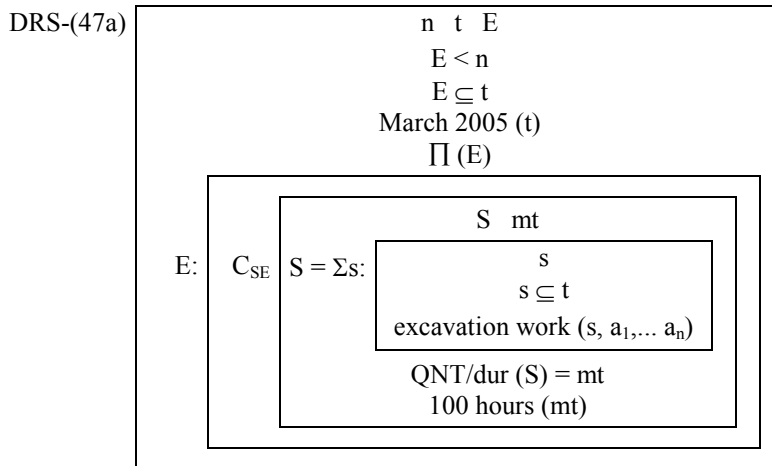 DRS-(47a)
n t E
E < n
E ⊆ t
March 2005 (t)
∏ (E)
S mt
s
E: C_SE S = Σs:
s ⊆ t
excavation work (s, a₁,... aₙ)
QNT/dur (S) = mt
100 hours (mt)